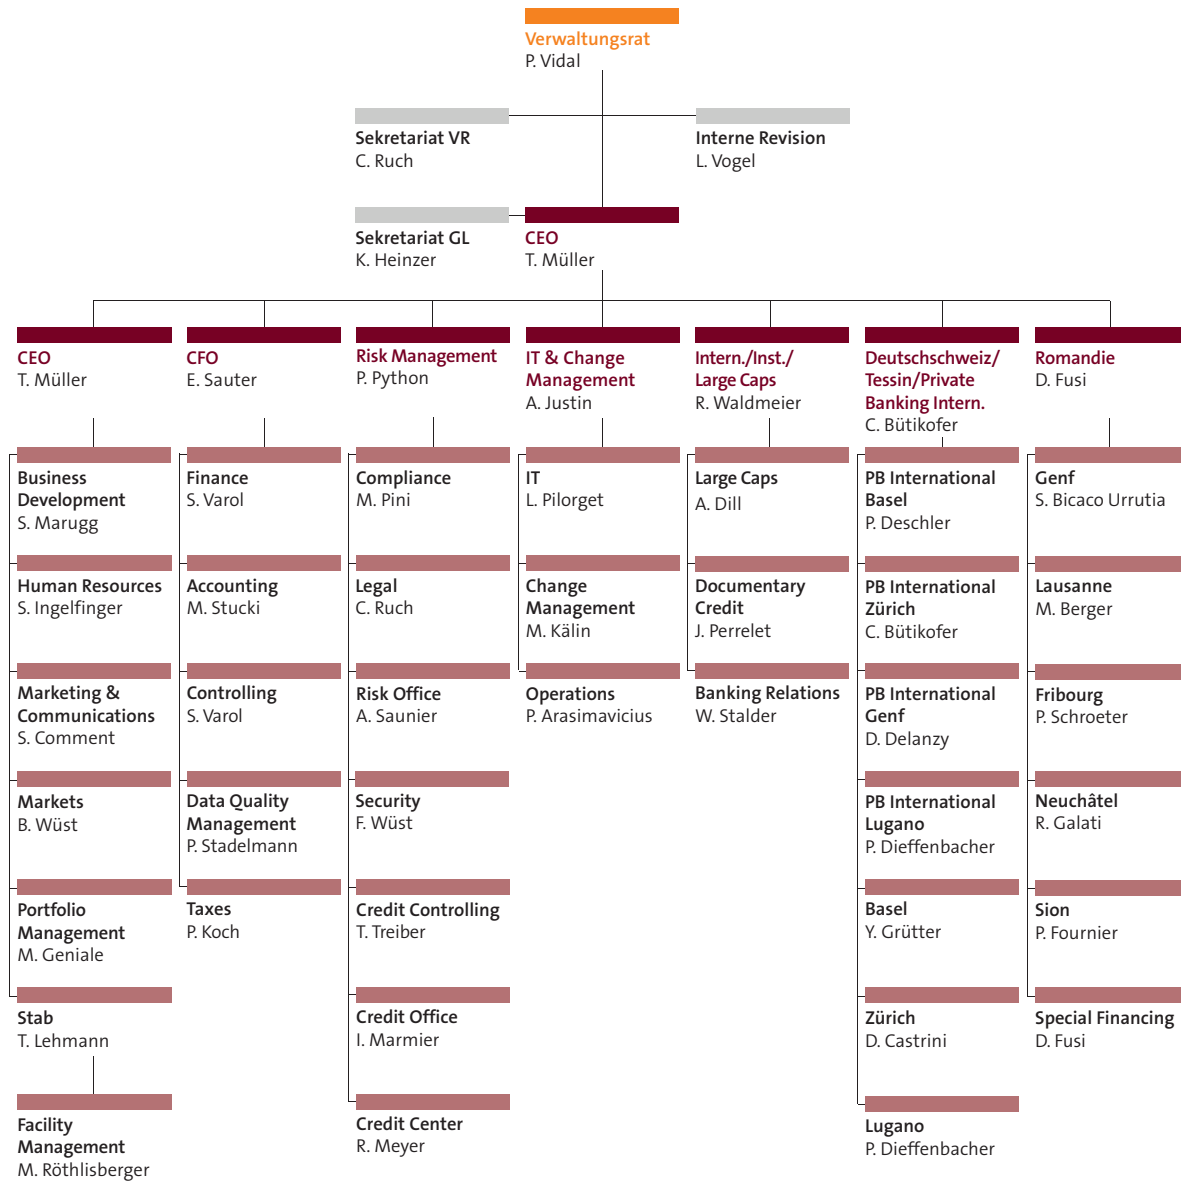 Verwaltungsrat
P. Vidal
Sekretariat VR
C. Ruch
Interne Revision
L. Vogel
Sekretariat GL
K. Heinzer
CEO
T. Müller
CEO
T. Müller
CFO
E. Sauter
Risk Management
P. Python
IT & Change
Management
A. Justin
Intern./Inst./
Large Caps
R. Waldmeier
Deutschschweiz/
Tessin/Private
Banking Intern.
C. Bütikofer
Romandie
D. Fusi
Business
Development
S. Marugg
Human Resources
S. Ingelfinger
Marketing &
Communications
S. Comment
Markets
B. Wüst
Portfolio
Management
M. Geniale
Stab
T. Lehmann
Facility
Management
M. Röthlisberger
Finance
S. Varol
Accounting
M. Stucki
Controlling
S. Varol
Data Quality
Management
P. Stadelmann
Taxes
P. Koch
Compliance
M. Pini
Legal
C. Ruch
Risk Office
A. Saunier
Security
F. Wüst
Credit Controlling
T. Treiber
Credit Office
I. Marmier
Credit Center
R. Meyer
IT
L. Pilorget
Change
Management
M. Kälin
Operations
P. Arasimavicius
Large Caps
A. Dill
Documentary
Credit
J. Perrelet
Banking Relations
W. Stalder
PB International
Basel
P. Deschler
PB International
Zürich
C. Bütikofer
PB International
Genf
D. Delanzy
PB International
Lugano
P. Dieffenbacher
Basel
Y. Grütter
Zürich
D. Castrini
Lugano
P. Dieffenbacher
Genf
S. Bicaco Urrutia
Lausanne
M. Berger
Fribourg
P. Schroeter
Neuchâtel
R. Galati
Sion
P. Fournier
Special Financing
D. Fusi